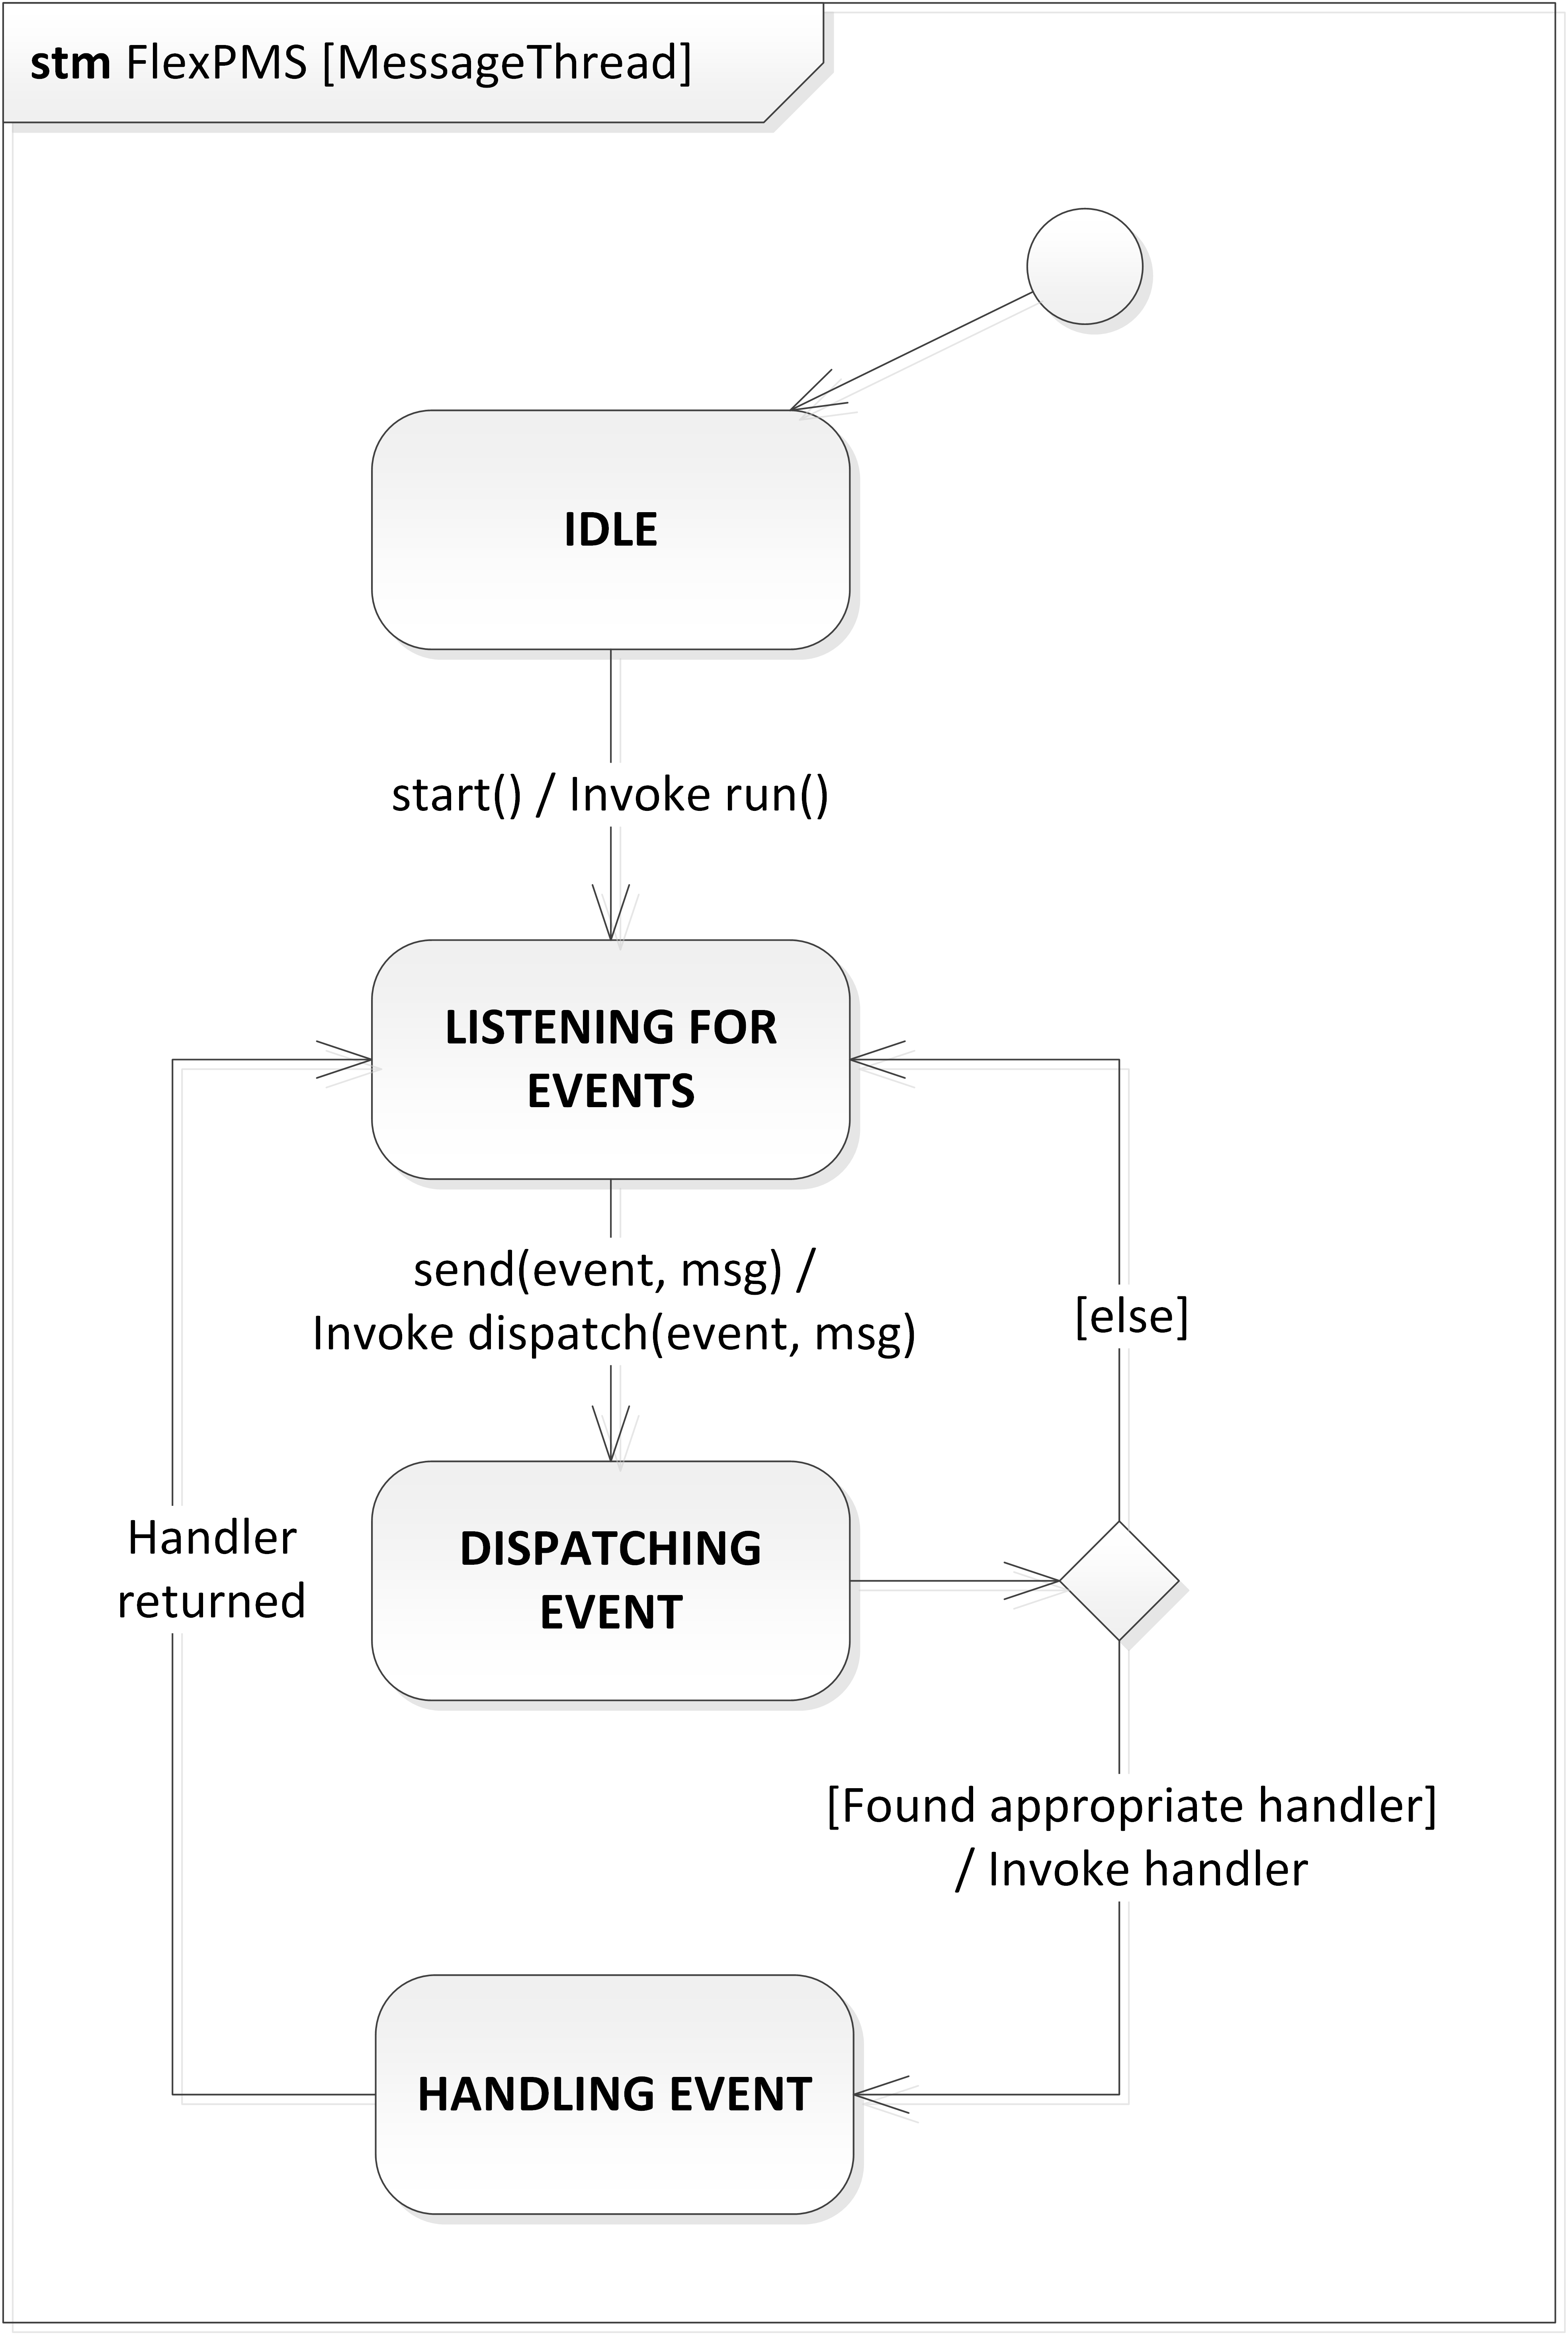 stm FlexPMS [MessageThread]
IDLE
start() / Invoke run()
LISTENING FOR
EVENTS
send(event, msg) /
Invoke dispatch(event, msg)
[else]
DISPATCHING
EVENT
Handler
returned
[Found appropriate handler]
/ Invoke handler
HANDLING EVENT